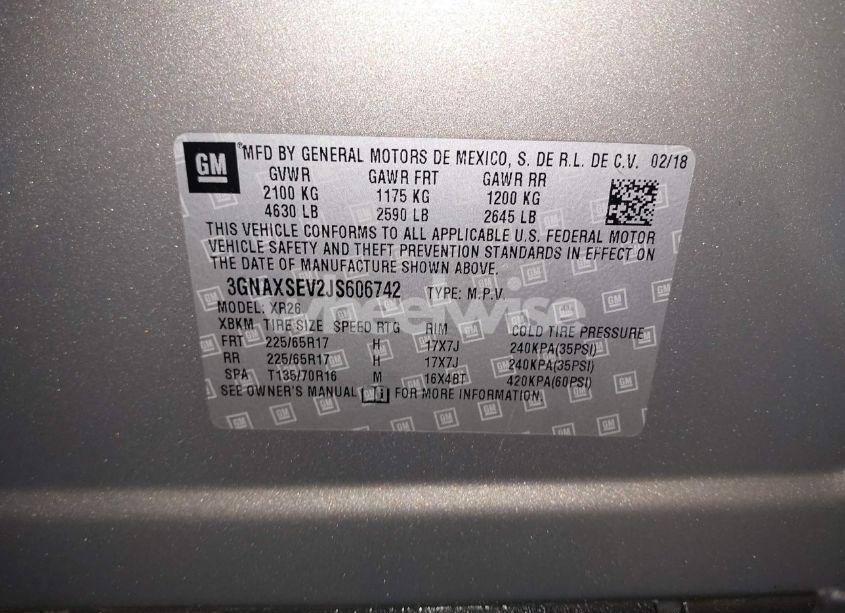 GM ® MFD BY GENERAL MOTORS DE MEXICO, S. DE R.L. DE C.V. 02/18
GVWR GAWR FRT GAWR RR
2100 KG 1175 KG 1200 KG
4630 LB 2590 LB 2645 LB
THIS VEHICLE CONFORMS TO ALL APPLICABLE U.S. FEDERAL MOTOR
VEHICLE SAFETY AND THEFT PREVENTION STANDARDS IN EFFECT ON
THE DATE OF MANUFACTURE SHOWN ABOVE.
3GNAXSEV2JS606742 TYPE: M.P.V.
wheelwise
MODEL: XR26
XBKM TIRE SIZE SPEED RTG RIM COLD TIRE PRESSURE
FRT 225/65R17 H 17X7J 240KPA(35PSI)
RR 225/65R17 H 17X7J 240KPA(35PSI)
SPA T135/70R16 M 16X4BT 420KPA(60PSI)
SEE OWNER'S MANUAL FOR MORE INFORMATION.